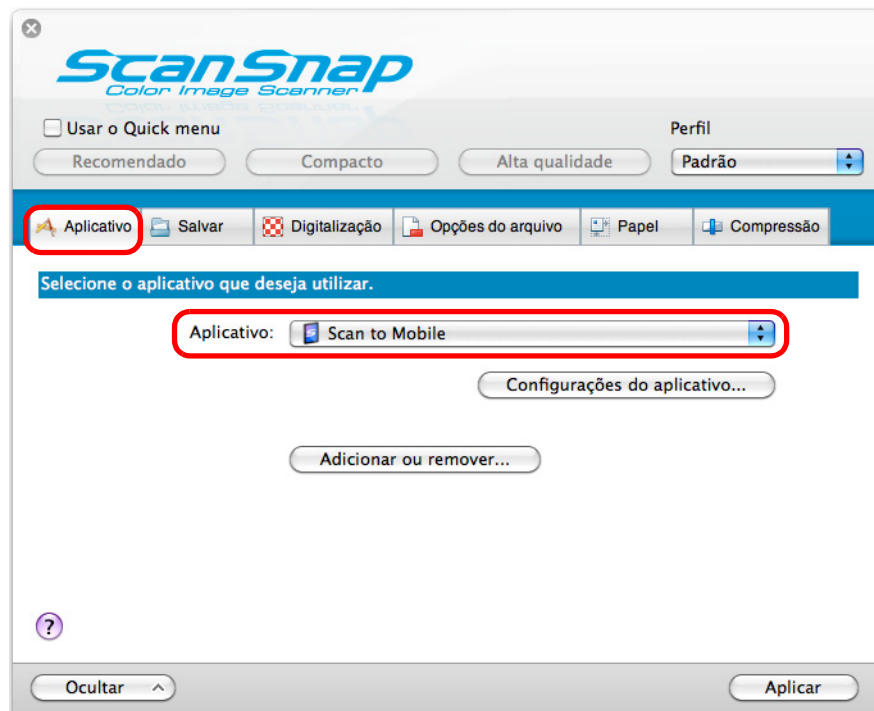 ScanSnap
Color Image Scanner
Usar o Quick menu
Perfil
Recomendado
Compacto
Alta qualidade
Padrão
Aplicativo
Salvar
Digitalização
Opções do arquivo
Papel
Compressão
Selecione o aplicativo que deseja utilizar.
Aplicativo: Scan to Mobile
Configurações do aplicativo...
Adicionar ou remover...
?
Ocultar
Aplicar